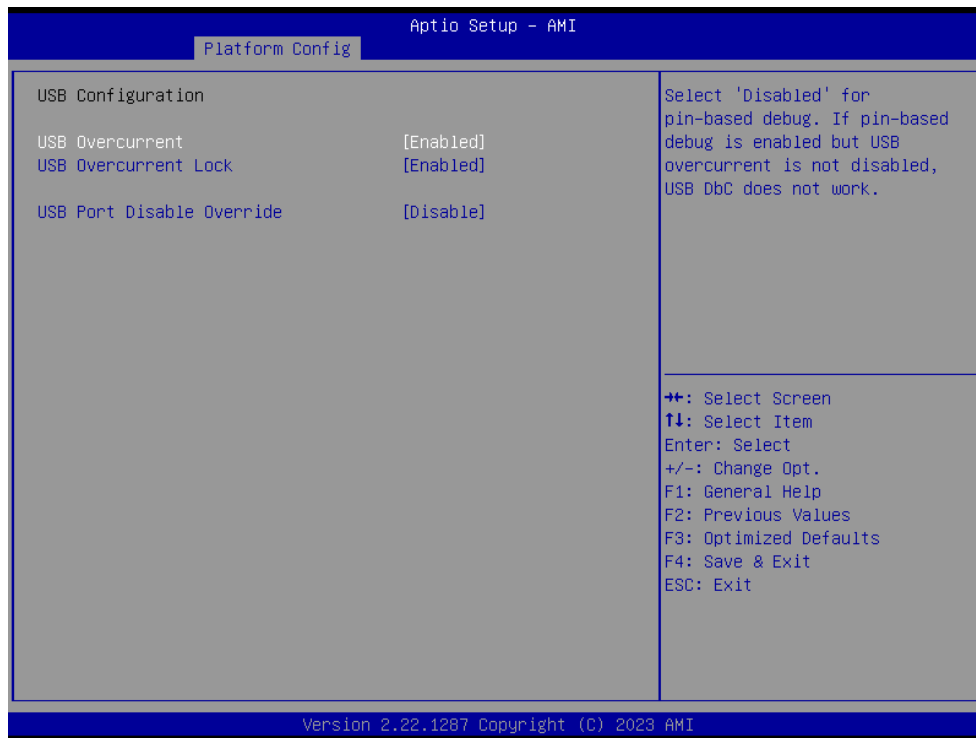 Aptio Setup - AMI
Platform Config
USB Configuration
USB Overcurrent [Enabled]
USB Overcurrent Lock [Enabled]
USB Port Disable Override [Disable]
Select 'Disabled' for
pin-based debug. If pin-based
debug is enabled but USB
overcurrent is not disabled,
USB DbC does not work.
→←: Select Screen
↑↓: Select Item
Enter: Select
+/-: Change Opt.
F1: General Help
F2: Previous Values
F3: Optimized Defaults
F4: Save & Exit
ESC: Exit
Version 2.22.1287 Copyright (C) 2023 AMI